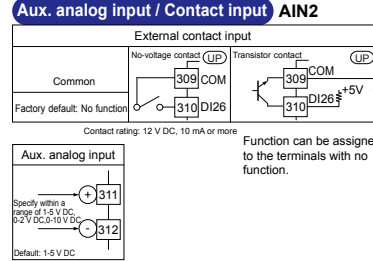 Aux. analog input / Contact input AIN2
External contact input
No-voltage contact UP
Transistor contact UP
Common
309 COM
309 COM
+5V
Factory default: No function
310 DI26
310 DI26
Contact rating: 12 V DC, 10 mA or more
Function can be assigne
to the terminals with no
function.
Aux. analog input
+ 311
Specify within a
range of 1-5 V DC,
0-2 V DC,0-10 V DC
- 312
Default: 1-5 V DC